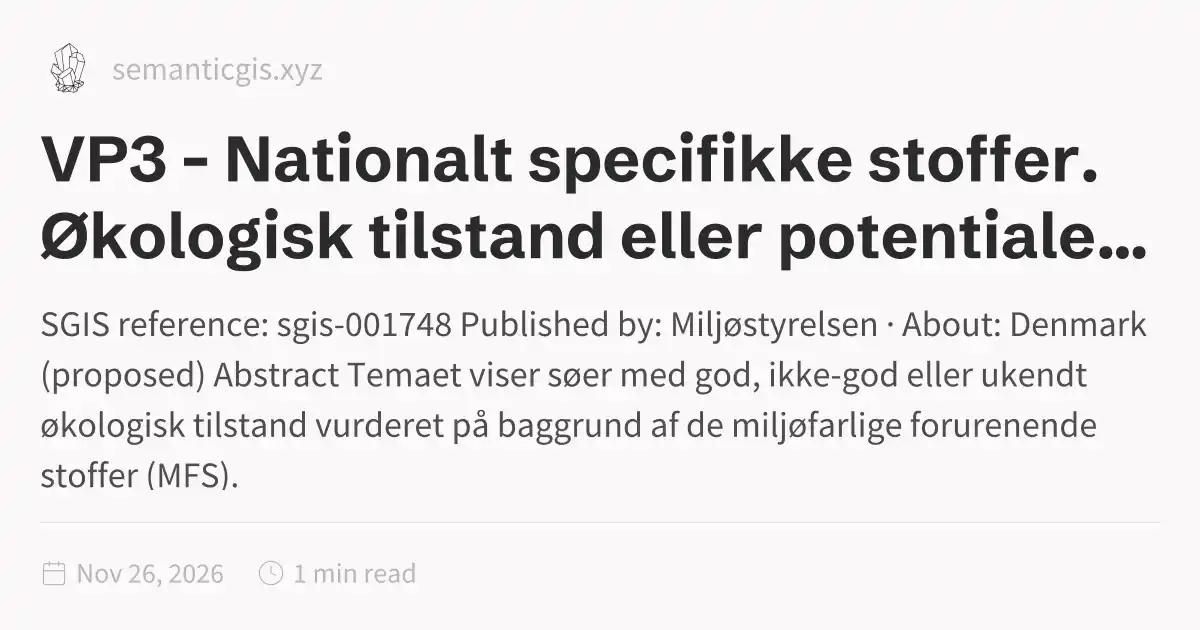 semanticgis.xyz
VP3 - Nationalt specifikke stoffer.
Økologisk tilstand eller potentiale...
SGIS reference: sgis-001748 Published by: Miljøstyrelsen · About: Denmark
(proposed) Abstract Temaet viser søer med god, ikke-god eller ukendt
økologisk tilstand vurderet på baggrund af de miljøfarlige forurenende
stoffer (MFS).
Nov 26, 2026 1 min read